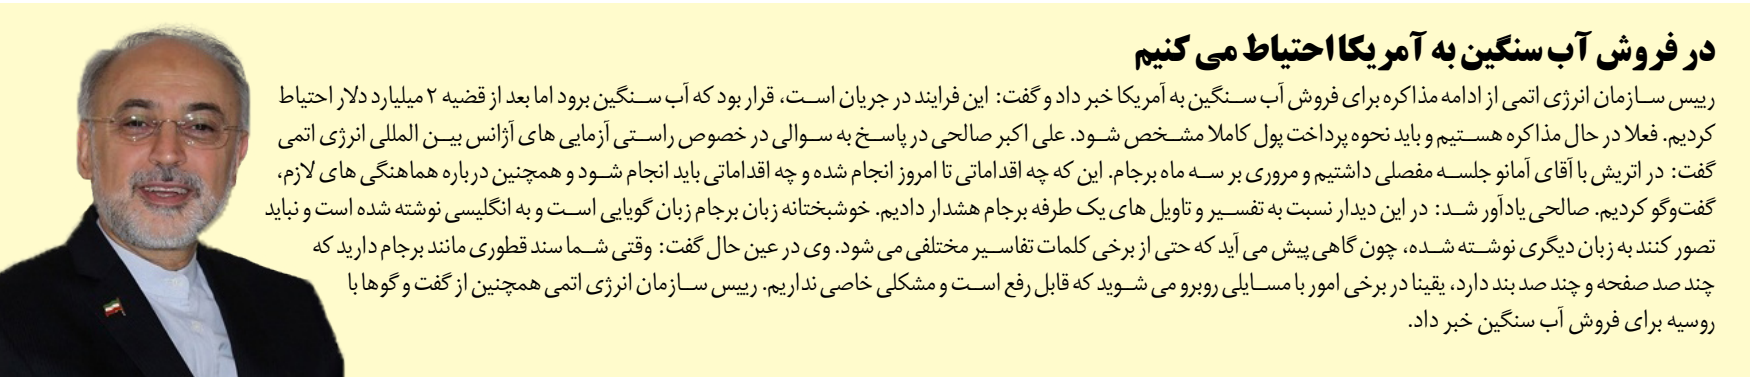 در فروش آب سنگین به آمریکا احتیاط می کنیم
رییس سازمان انرژی اتمی از ادامه مذاکره برای فروش آب سنگین به آمریکا خبر داد و گفت: این فرایند در جریان است، قرار بود که آب سنگین برود اما بعد از قضیه ۲ میلیارد دلار احتیاط
کردیم. فعلا در حال مذاکره هستیم و باید نحوه پرداخت پول کاملا مشخص شود. علی اکبر صالحی در پاسخ به سوالی در خصوص راستی آزمایی های آژانس بین المللی انرژی اتمی
گفت: در اتریش با آقای آمانو جلسه مفصلی داشتیم و مروری بر سه ماه برجام. این که چه اقداماتی تا امروز انجام شده و چه اقداماتی باید انجام شود و همچنین درباره هماهنگی های لازم،
گفت‌وگو کردیم. صالحی یادآور شد: در این دیدار نسبت به تفسیر و تاویل های یک طرفه برجام هشدار دادیم. خوشبختانه زبان برجام زبان گویایی است و به انگلیسی نوشته شده است و نباید
تصور کنند به زبان دیگری نوشته شده، چون گاهی پیش می آید که حتی از برخی کلمات تفاسیر مختلفی می شود. وی در عین حال گفت: وقتی شما سند قطوری مانند برجام دارید که
چند صد صفحه و چند صد بند دارد، یقینا در برخی امور با مسایلی روبرو می شوید که قابل رفع است و مشکلی خاصی نداریم. رییس سازمان انرژی اتمی همچنین از گفت و گوها با
روسیه برای فروش آب سنگین خبر داد.